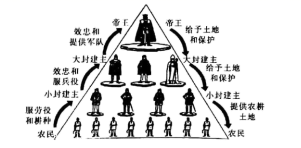 帝王 帝王
效忠和
提供军队
给予土地
和保护
大封建主 大封建主
效忠和
服兵役
给予土地
和保护
小封建主 小封建主
服劳役
和耕种
提供农耕
土地
农民 农民